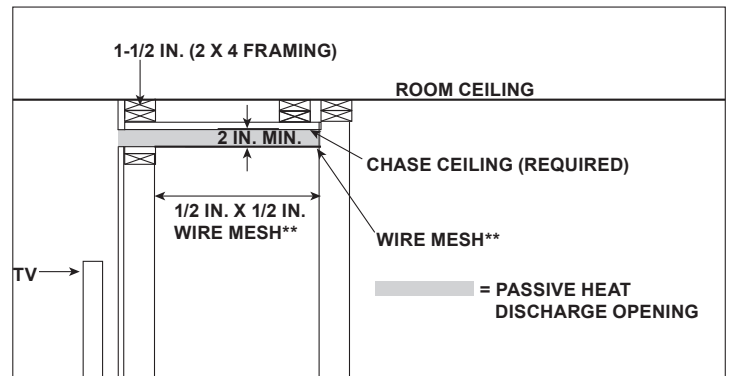 1-1/2 IN. (2 X 4 FRAMING)
ROOM CEILING
2 IN. MIN.
CHASE CEILING (REQUIRED)
1/2 IN. X 1/2 IN.
WIRE MESH**
WIRE MESH**
TV
= PASSIVE HEAT
DISCHARGE OPENING